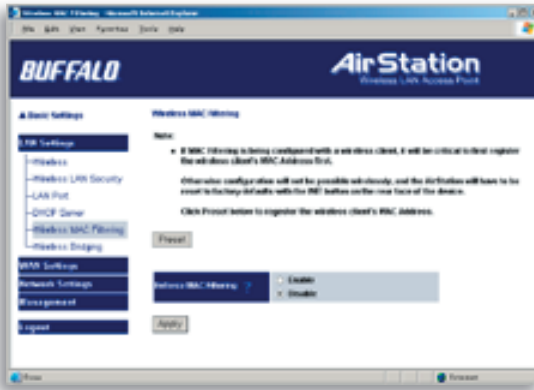 Wireless MAC Filtering - Microsoft Internet Explorer
File Edit View Favorites Tools Help
BUFFALO
AirStation
Wireless LAN Access Point
Basic Settings
LAN Settings
Wireless
Wireless LAN Security
LAN Port
DHCP Server
Wireless MAC Filtering
Wireless Bridging
WAN Settings
Network Settings
Management
Logout
Wireless MAC Filtering
Note:
If MAC Filtering is being configured with a wireless client, it will be critical to first register
the wireless client's MAC Address first.
Otherwise configuration will not be possible wirelessly, and the AirStation will have to be
reset to factory defaults with the INIT button on the rear face of the device.
Click Preset below to register the wireless client's MAC Address.
Preset
Wireless MAC Filtering ?
Enable
Disable
Apply
Internet